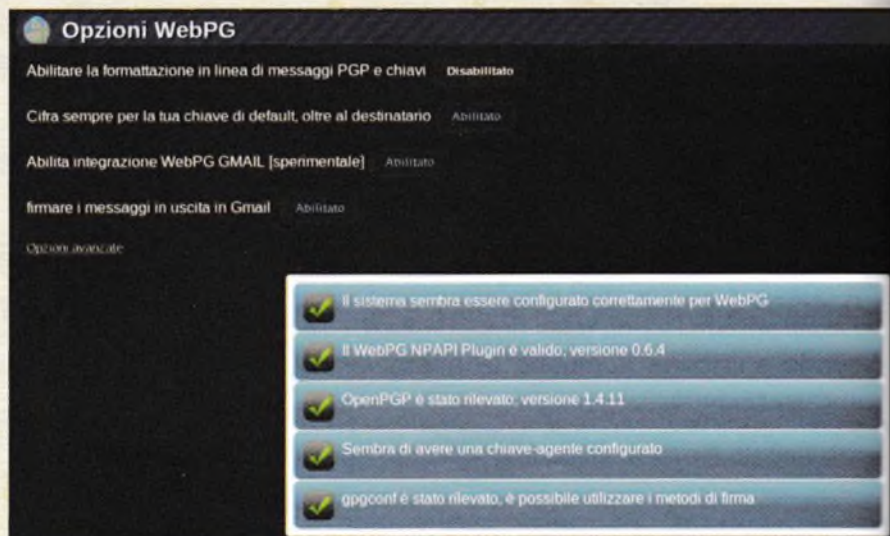 Opzioni WebPG
Abilitare la formattazione in linea di messaggi PGP e chiavi Disabilitato
Cifra sempre per la tua chiave di default, oltre al destinatario Abilitato
Abilita integrazione WebPG GMAIL [sperimentale] Abilitato
firmare i messaggi in uscita in Gmail Abilitato
Opzioni avanzate
Il sistema sembra essere configurato correttamente per WebPG
Il WebPG NPAPI Plugin è valido; versione 0.6.4
OpenPGP è stato rilevato; versione 1.4.11
Sembra di avere una chiave-agente configurato
gpgconf è stato rilevato, è possibile utilizzare i metodi di firma